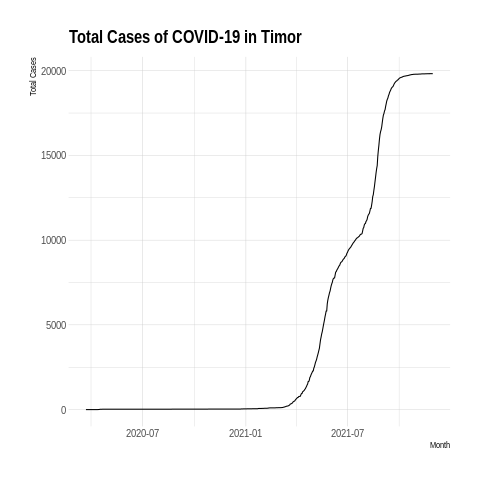 Total Cases of COVID-19 in Timor
Total Cases
20000
15000
10000
5000
0
2020-07
2021-01
2021-07
Month